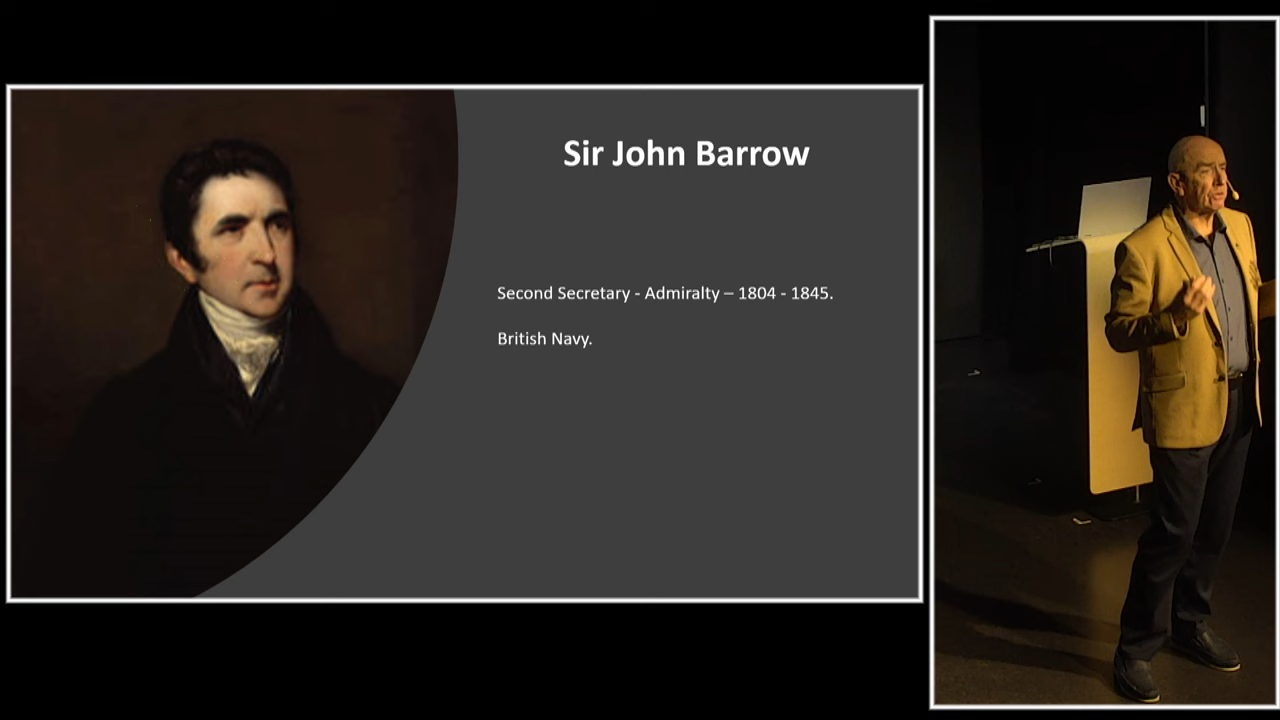 Sir John Barrow
Second Secretary - Admiralty – 1804 - 1845.
British Navy.